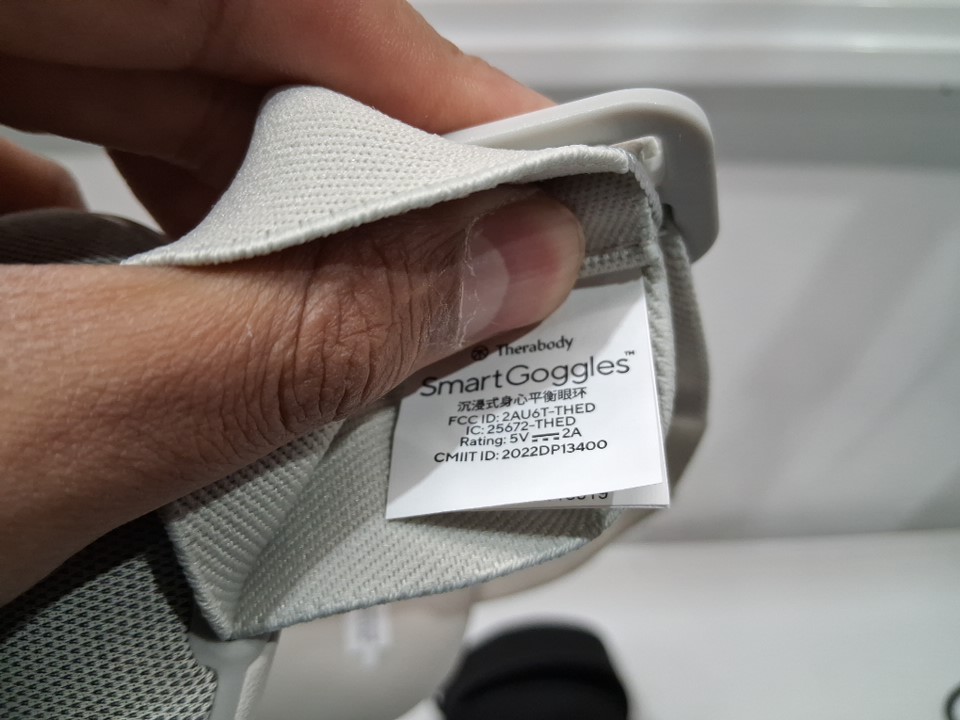 Therabody
SmartGoggles™
沉浸式身心平衡眼环
FCC ID: 2AU6T-THED
IC: 25672-THED
Rating: 5V⎓2A
CMIIT ID: 2022DP13400